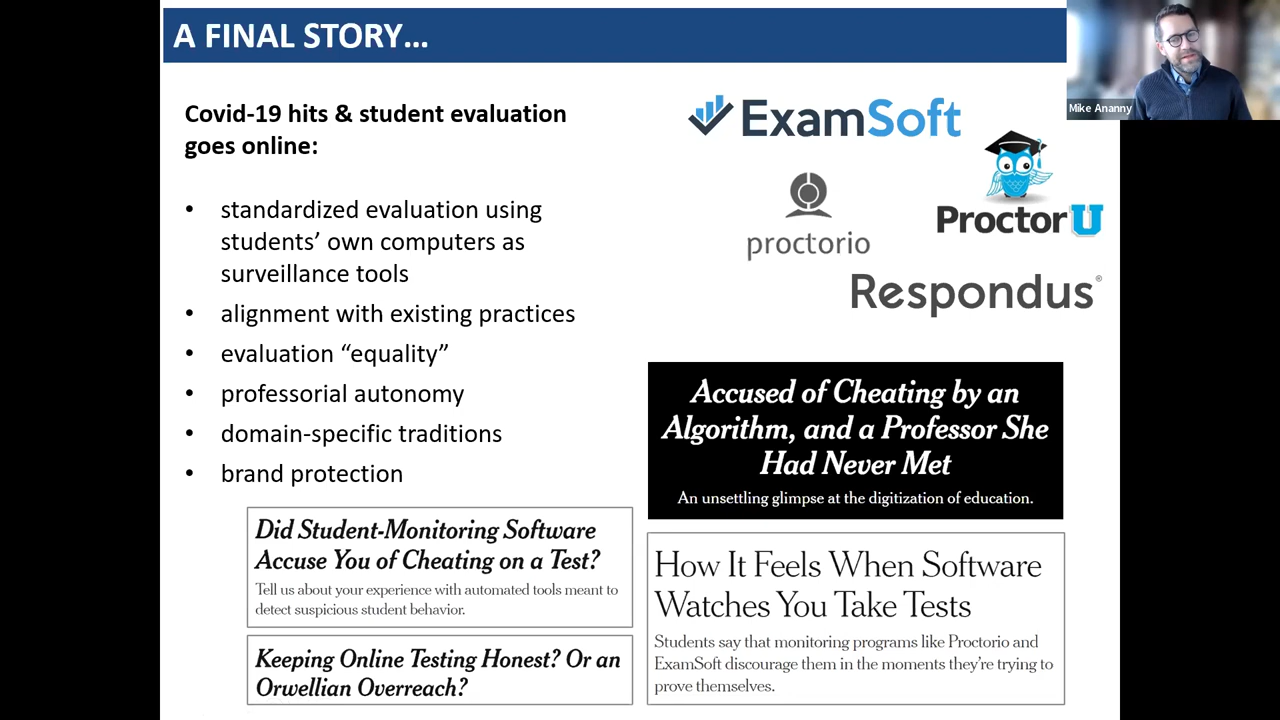 A FINAL STORY...
Covid-19 hits & student evaluation
goes online:
• standardized evaluation using
students’ own computers as
surveillance tools
• alignment with existing practices
• evaluation “equality”
• professorial autonomy
• domain-specific traditions
• brand protection
ExamSoft
proctorio
ProctorU
Respondus®
Mike Ananny
Accused of Cheating by an
Algorithm, and a Professor She
Had Never Met
An unsettling glimpse at the digitization of education.
Did Student-Monitoring Software
Accuse You of Cheating on a Test?
Tell us about your experience with automated tools meant to
detect suspicious student behavior.
Keeping Online Testing Honest? Or an
Orwellian Overreach?
How It Feels When Software
Watches You Take Tests
Students say that monitoring programs like Proctorio and
ExamSoft discourage them in the moments they’re trying to
prove themselves.